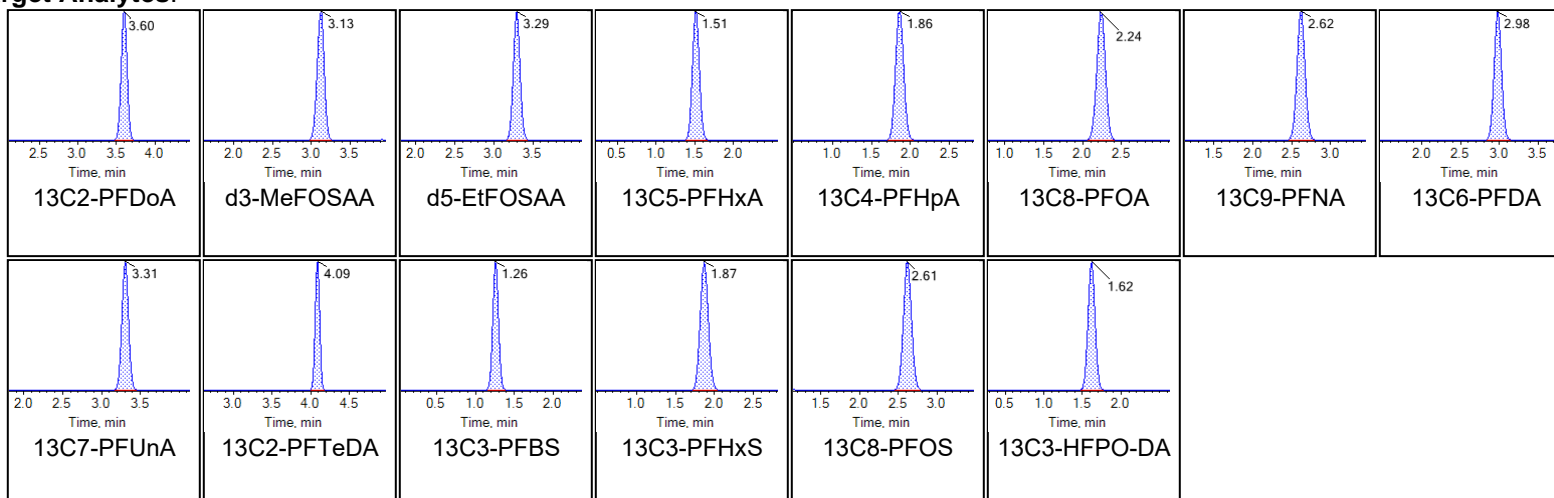 rget Analytes:
3.60
3.13
3.29
1.51
1.86
2.24
2.62
2.98
2.5 3.0 3.5 4.0
2.0 2.5 3.0 3.5
2.0 2.5 3.0 3.5
0.5 1.0 1.5 2.0
1.0 1.5 2.0 2.5
1.0 1.5 2.0 2.5
1.5 2.0 2.5 3.0
2.0 2.5 3.0 3.5
Time, min
Time, min
Time, min
Time, min
Time, min
Time, min
Time, min
Time, min
13C2-PFDoA
d3-MeFOSAA
d5-EtFOSAA
13C5-PFHxA
13C4-PFHpA
13C8-PFOA
13C9-PFNA
13C6-PFDA
3.31
4.09
1.26
1.87
2.61
1.62
2.0 2.5 3.0 3.5
3.0 3.5 4.0 4.5
0.5 1.0 1.5 2.0
1.0 1.5 2.0 2.5
1.5 2.0 2.5 3.0
0.5 1.0 1.5 2.0
Time, min
Time, min
Time, min
Time, min
Time, min
Time, min
13C7-PFUnA
13C2-PFTeDA
13C3-PFBS
13C3-PFHxS
13C8-PFOS
13C3-HFPO-DA